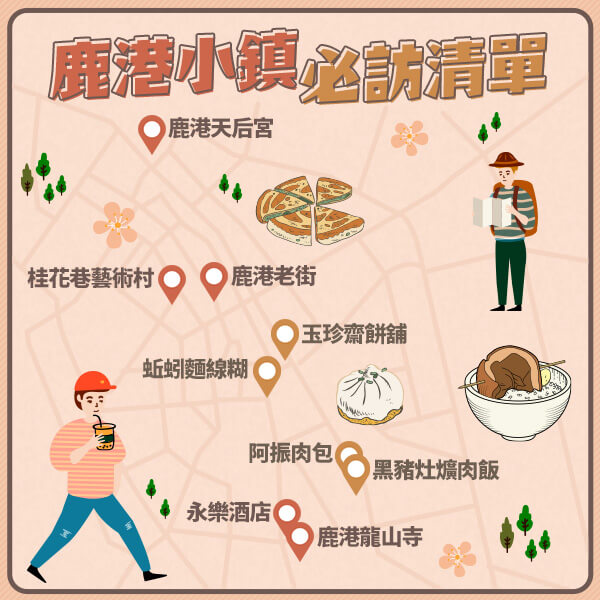 鹿港小鎮必訪清單
鹿港天后宮
桂花巷藝術村
鹿港老街
玉珍齋餅舖
蚯蚓麵線糊
阿振肉包
黑豬灶爌肉飯
永樂酒店
鹿港龍山寺